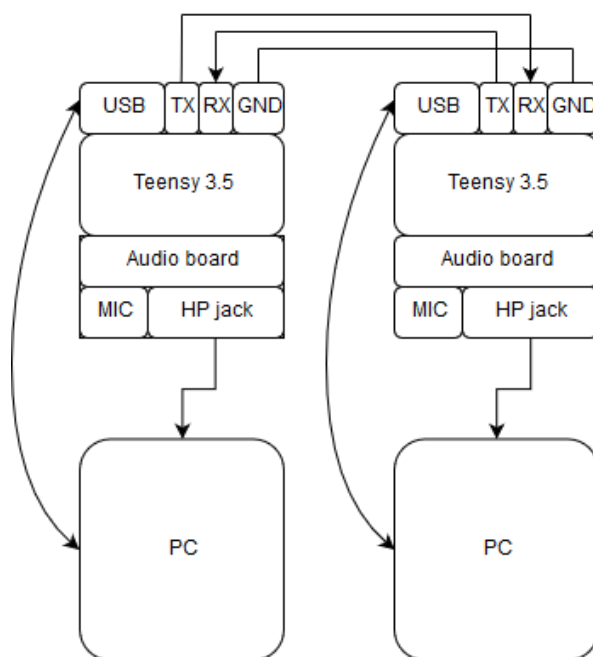 USB TX RX GND USB TX RX GND
Teensy 3.5 Teensy 3.5
Audio board Audio board
MIC HP jack MIC HP jack
PC PC